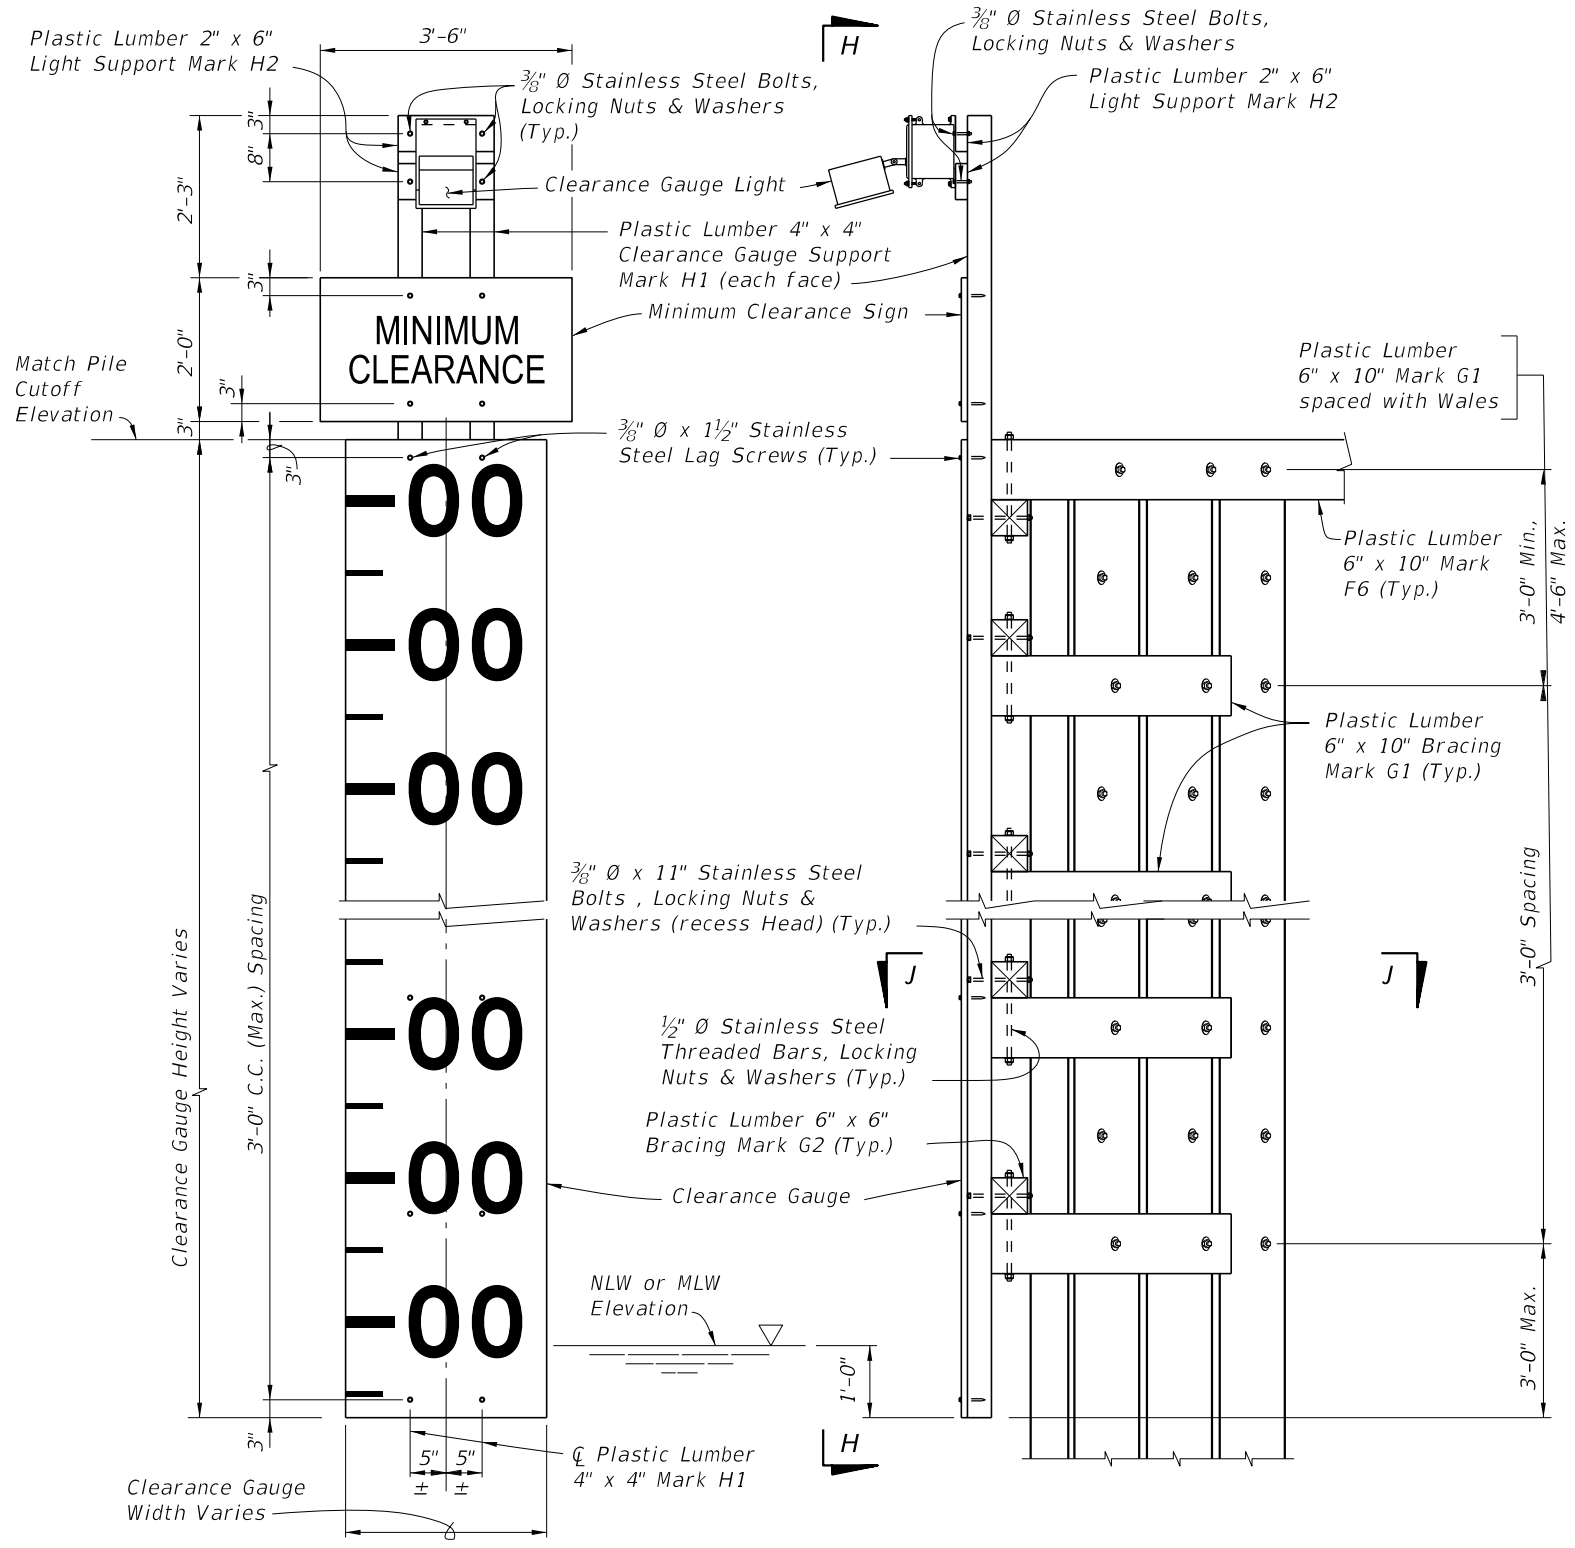 Plastic Lumber 2" x 6"
Light Support Mark H2
3'-6"
⅜" Ø Stainless Steel Bolts,
Locking Nuts & Washers
(Typ.)
H
⅜" Ø Stainless Steel Bolts,
Locking Nuts & Washers
Plastic Lumber 2" x 6"
Light Support Mark H2
3"
8"
2'-3"
Clearance Gauge Light
Plastic Lumber 4" x 4"
Clearance Gauge Support
Mark H1 (each face)
3"
Minimum Clearance Sign
MINIMUM
CLEARANCE
2'-0"
3"
3"
Match Pile
Cutoff
Elevation
Plastic Lumber
6" x 10" Mark G1
spaced with Wales
⅜" Ø x 1½" Stainless
Steel Lag Screws (Typ.)
3"
00
00
00
Plastic Lumber
6" x 10" Mark
F6 (Typ.)
3'-0" Min.,
4'-6" Max.
Plastic Lumber
6" x 10" Bracing
Mark G1 (Typ.)
⅜" Ø x 11" Stainless Steel
Bolts , Locking Nuts &
Washers (recess Head) (Typ.)
3'-0" Spacing
Clearance Gauge Height Varies
3'-0" C.C. (Max.) Spacing
J
J
00
½" Ø Stainless Steel
Threaded Bars, Locking
Nuts & Washers (Typ.)
Plastic Lumber 6" x 6"
Bracing Mark G2 (Typ.)
00
Clearance Gauge
NLW or MLW
Elevation
00
1'-0"
3'-0" Max.
3"
5"
5"
±
±
℄ Plastic Lumber
4" x 4" Mark H1
H
Clearance Gauge
Width Varies